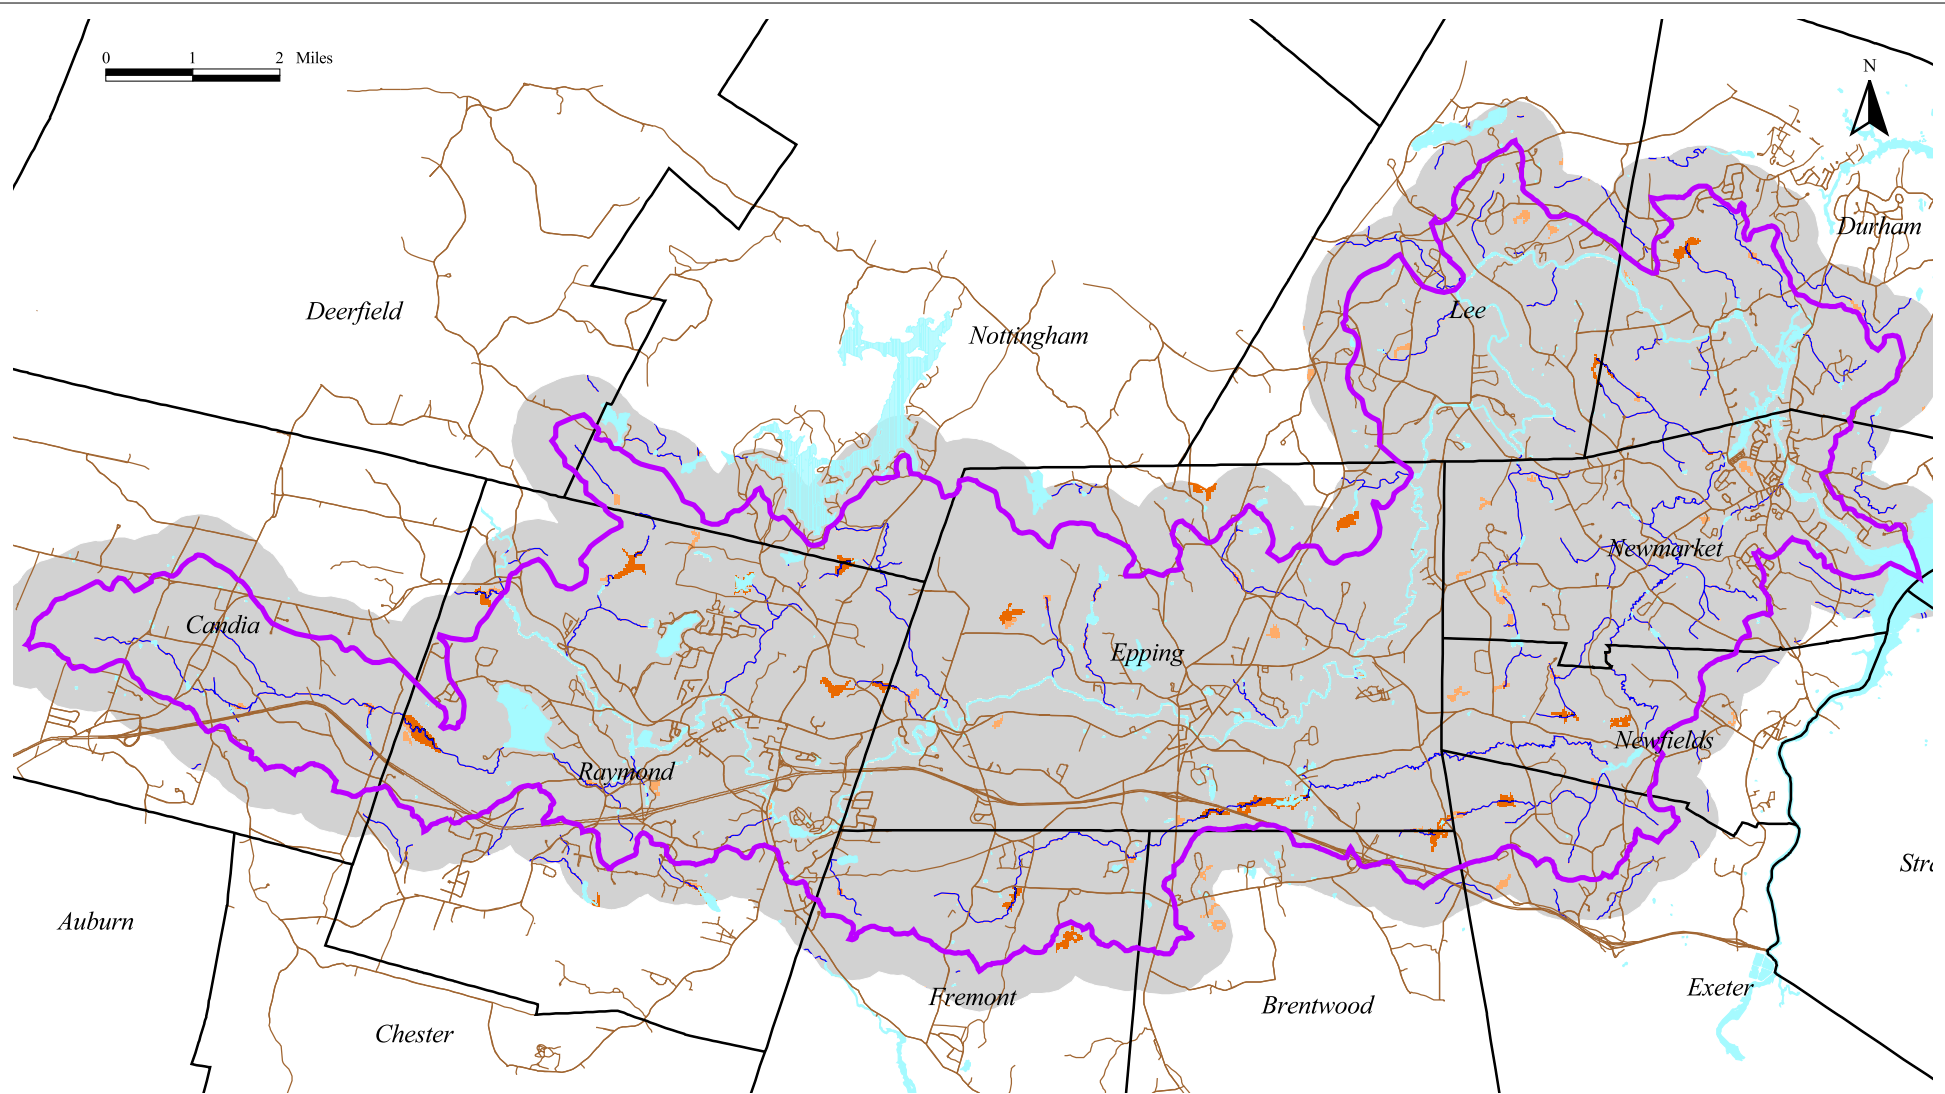 0 1 2 Miles
N
Durham
Deerfield
Lee
Nottingham
Newmarket
Candia
Epping
Newfields
Raymond
Auburn
Fremont
Exeter
Brentwood
Chester